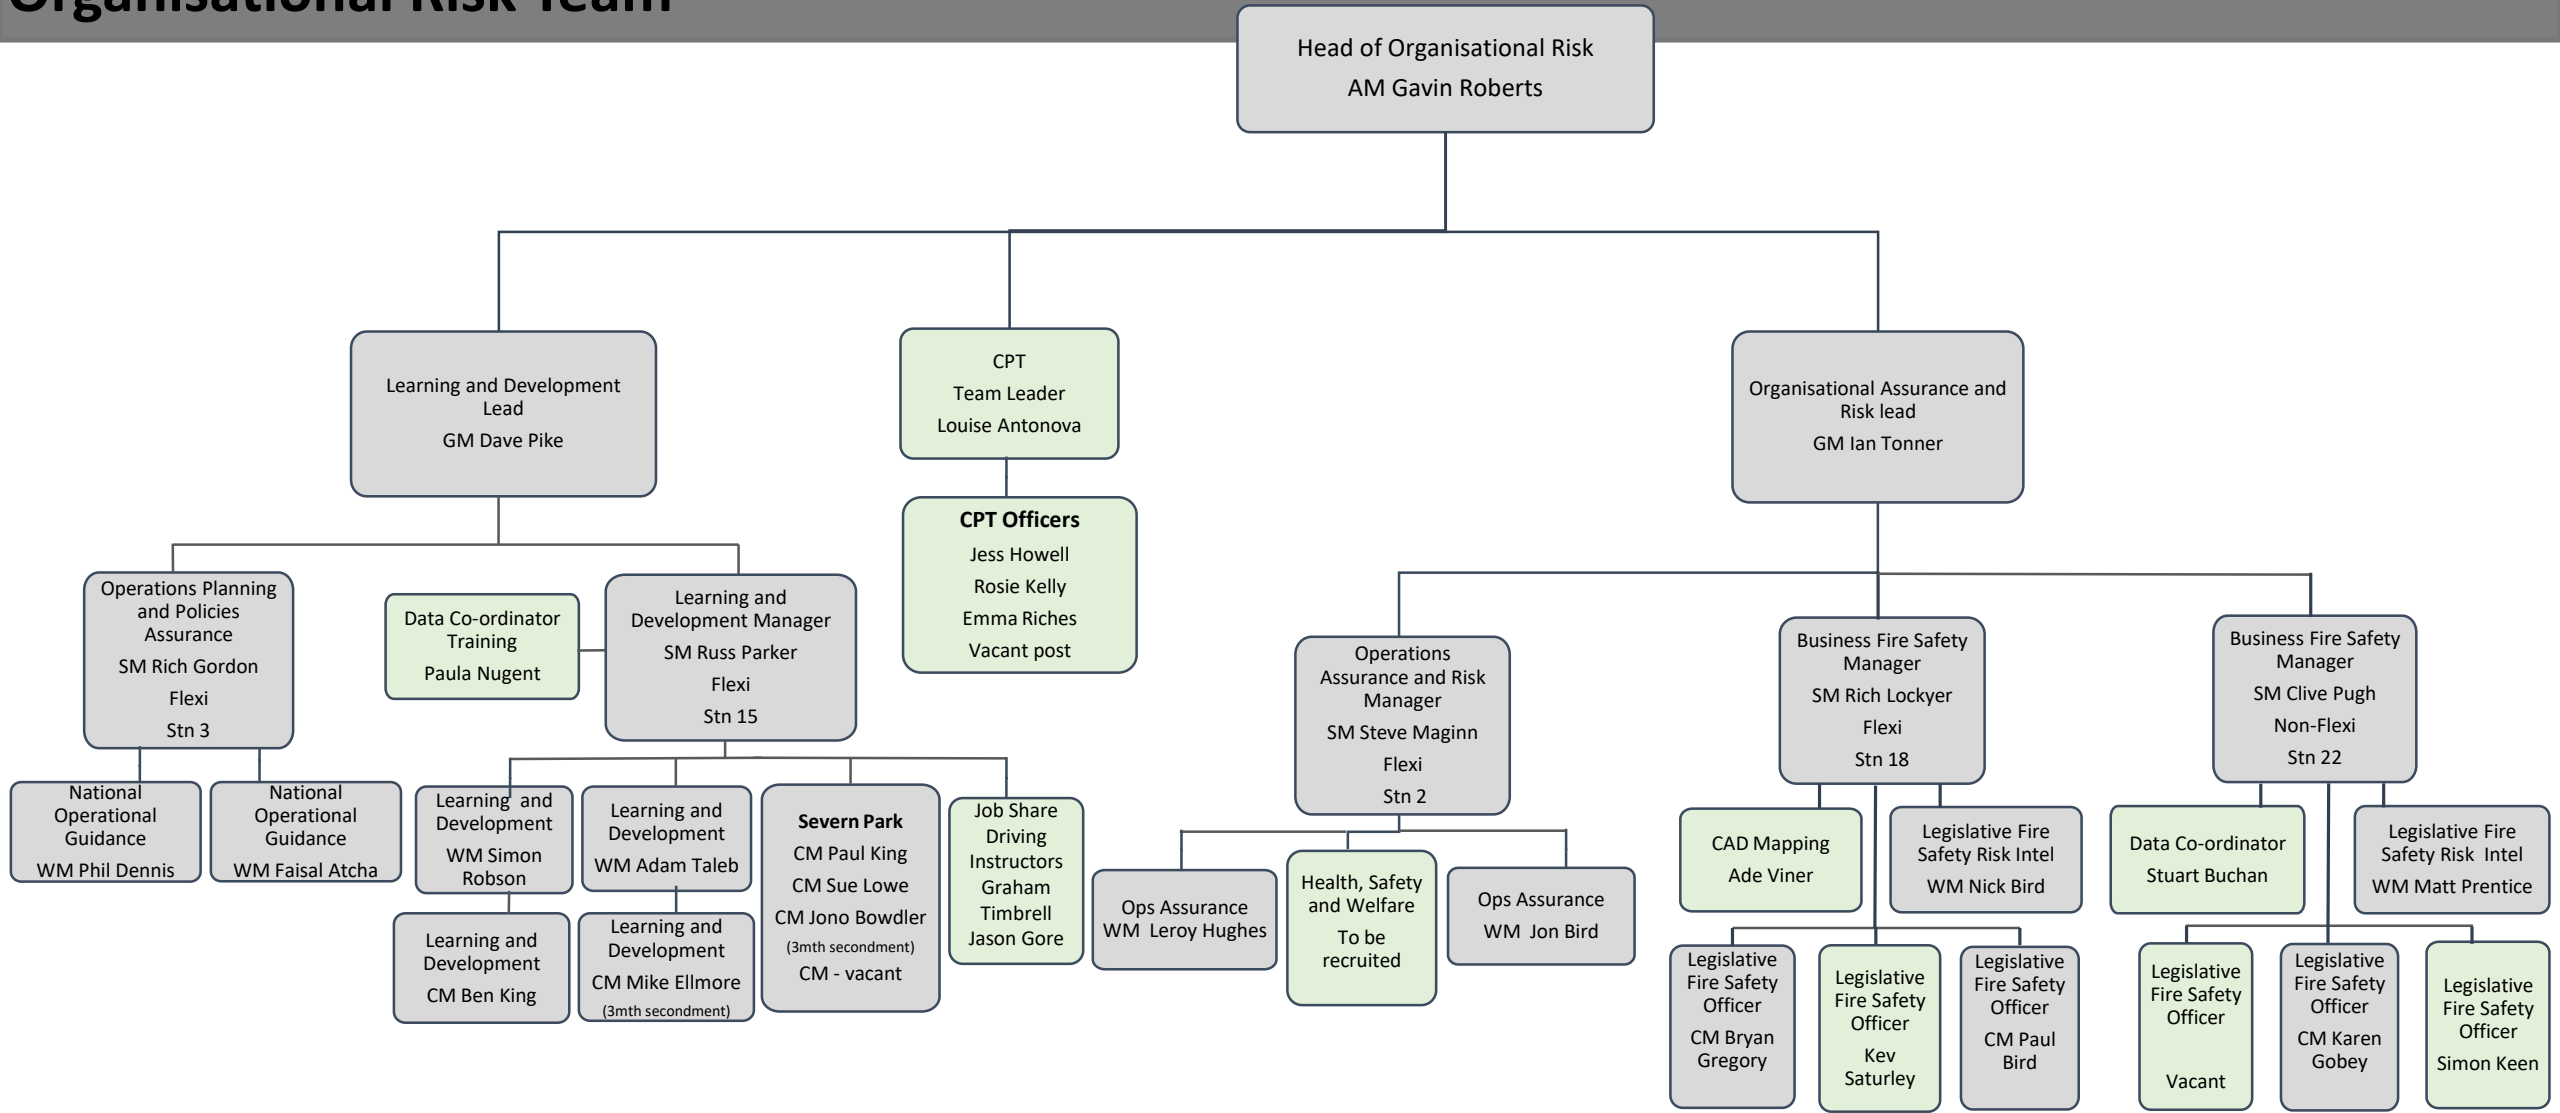 Organisational Risk Team
Head of Organisational Risk
AM Gavin Roberts
Learning and Development
Lead
GM Dave Pike
CPT
Team Leader
Louise Antonova
Organisational Assurance and
Risk lead
GM Ian Tonner
CPT Officers
Jess Howell
Rosie Kelly
Emma Riches
Vacant post
Operations Planning
and Policies
Assurance
SM Rich Gordon
Flexi
Stn 3
Data Co-ordinator
Training
Paula Nugent
Learning and
Development Manager
SM Russ Parker
Flexi
Stn 15
Operations
Assurance and Risk
Manager
SM Steve Maginn
Flexi
Stn 2
Business Fire Safety
Manager
SM Rich Lockyer
Flexi
Stn 18
Business Fire Safety
Manager
SM Clive Pugh
Non-Flexi
Stn 22
National
Operational
Guidance
WM Phil Dennis
National
Operational
Guidance
WM Faisal Atcha
Learning and
Development
WM Simon
Robson
Learning and
Development
WM Adam Taleb
Severn Park
CM Paul King
CM Sue Lowe
CM Jono Bowdler
(3mth secondment)
CM - vacant
Job Share
Driving
Instructors
Graham
Timbrell
Jason Gore
Learning and
Development
CM Ben King
Learning and
Development
CM Mike Ellmore
(3mth secondment)
Ops Assurance
WM Leroy Hughes
Health, Safety
and Welfare
To be
recruited
Ops Assurance
WM Jon Bird
CAD Mapping
Ade Viner
Legislative Fire
Safety Risk Intel
WM Nick Bird
Data Co-ordinator
Stuart Buchan
Legislative Fire
Safety Risk Intel
WM Matt Prentice
Legislative
Fire Safety
Officer
CM Bryan
Gregory
Legislative
Fire Safety
Officer
Kev
Saturley
Legislative
Fire Safety
Officer
CM Paul
Bird
Legislative
Fire Safety
Officer
Vacant
Legislative
Fire Safety
Officer
CM Karen
Gobey
Legislative
Fire Safety
Officer
Simon Keen